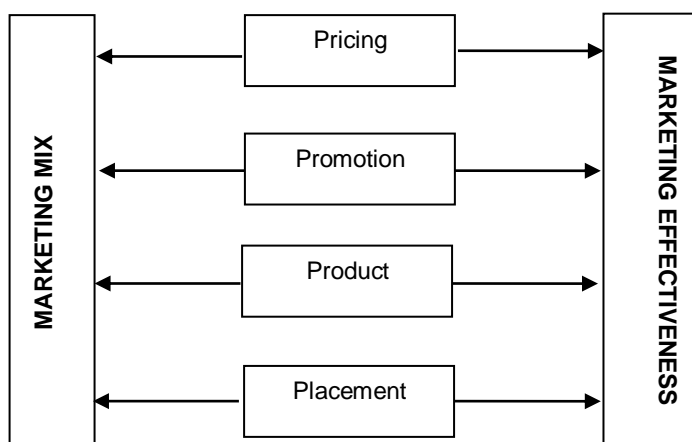 MARKETING MIX
Pricing
Promotion
Product
Placement
MARKETING EFFECTIVENESS